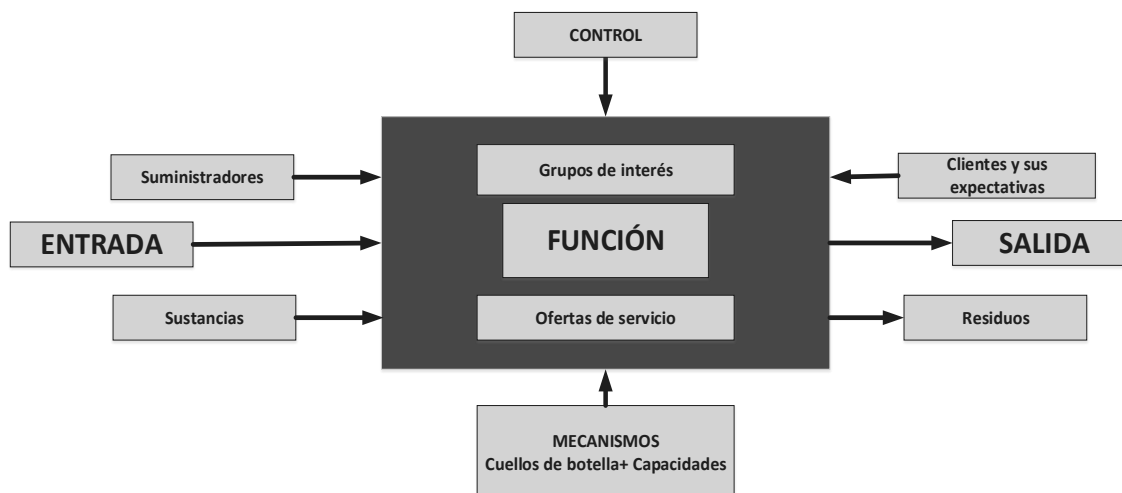 CONTROL
Suministradores
Grupos de interés
Clientes y sus
expectativas
ENTRADA
FUNCIÓN
SALIDA
Sustancias
Ofertas de servicio
Residuos
MECANISMOS
Cuellos de botella+ Capacidades